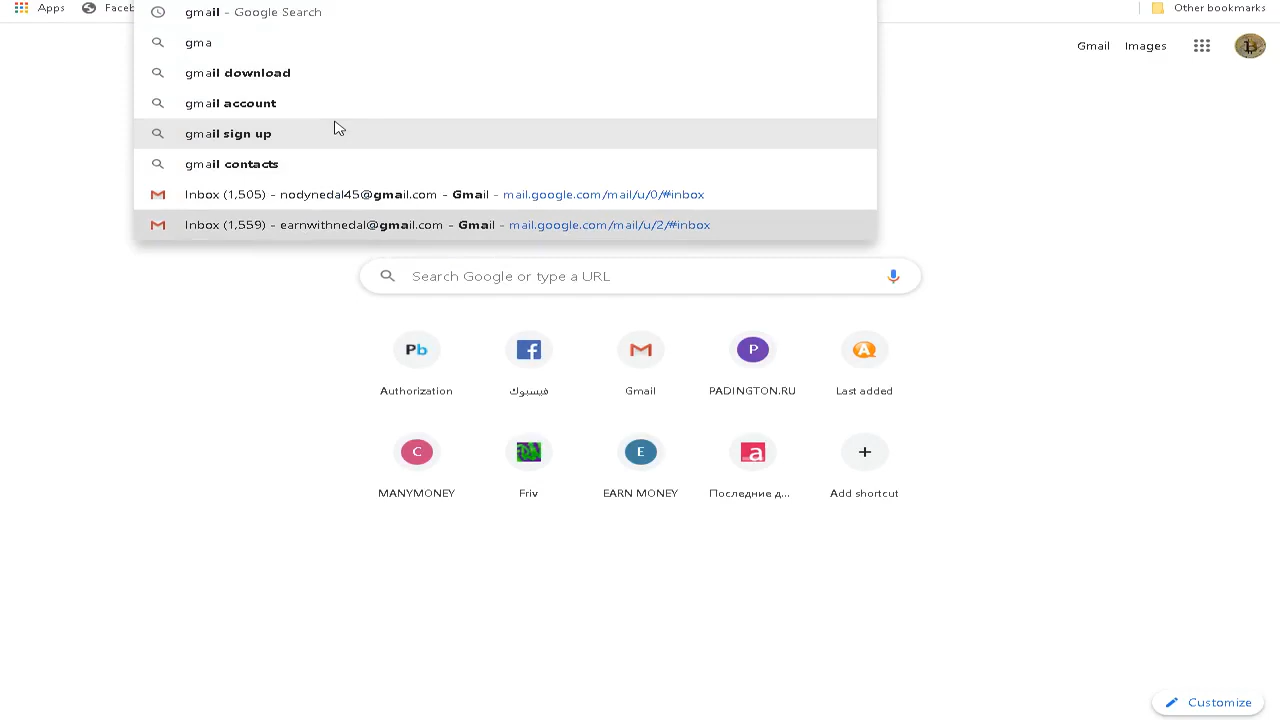 Apps Faceb Other bookmarks
gmail - Google Search
gma
Gmail Images
gmail download
gmail account
gmail sign up
gmail contacts
Inbox (1,505) - nodynedal45@gmail.com - Gmail - mail.google.com/mail/u/0/#inbox
Inbox (1,559) - earnwithnedal@gmail.com - Gmail - mail.google.com/mail/u/2/#inbox
Search Google or type a URL
Pb P A
Authorization فيسبوك Gmail PADINGTON.RU Last added
C E a
MANYMONEY Friv EARN MONEY Последние д... Add shortcut
Customize